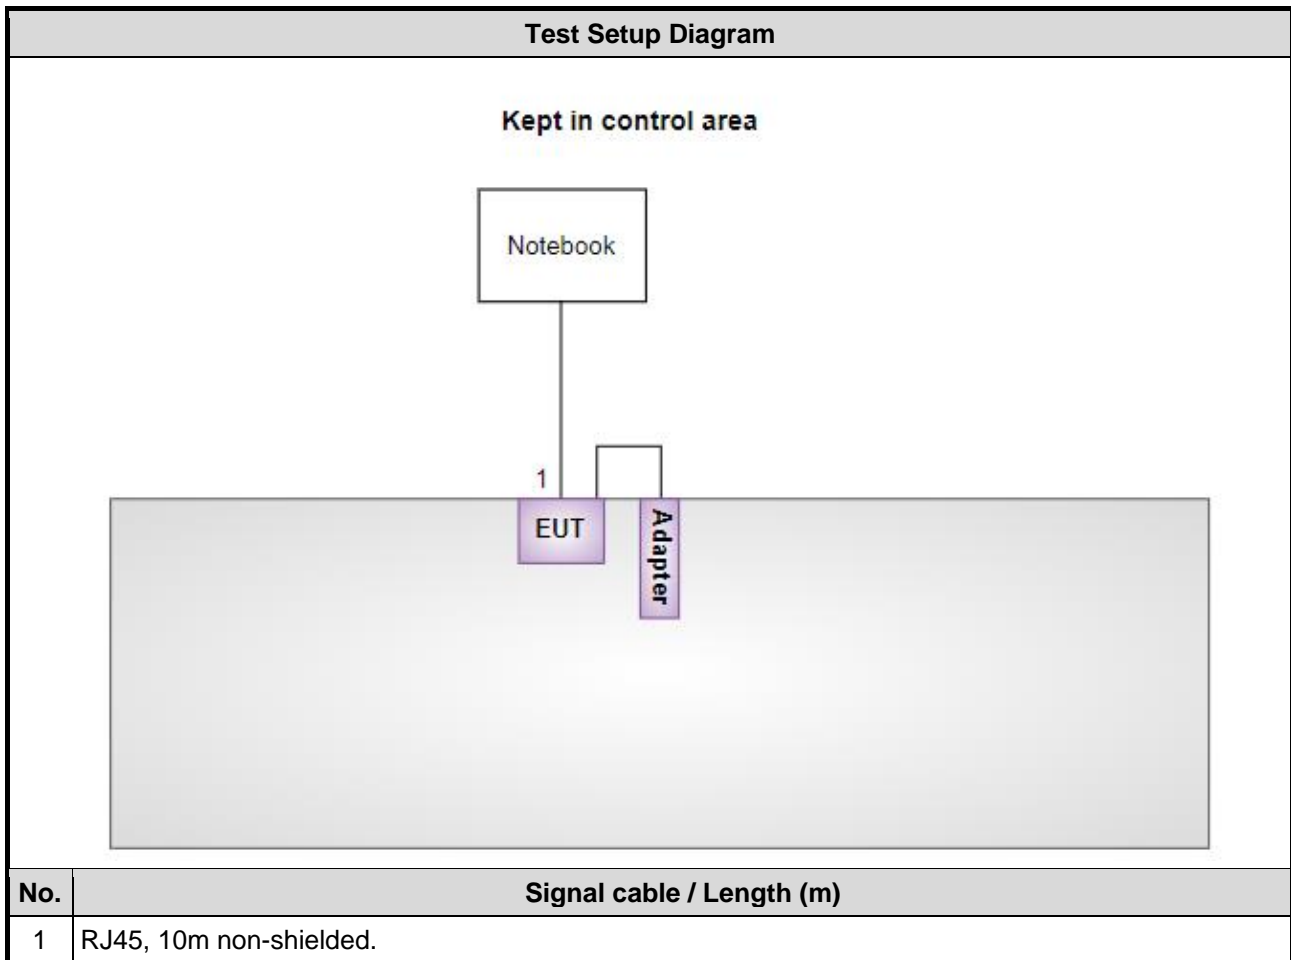 Test Setup Diagram
Kept in control area
Notebook
1
EUT
Adapter
No. Signal cable / Length (m)
1 RJ45, 10m non-shielded.